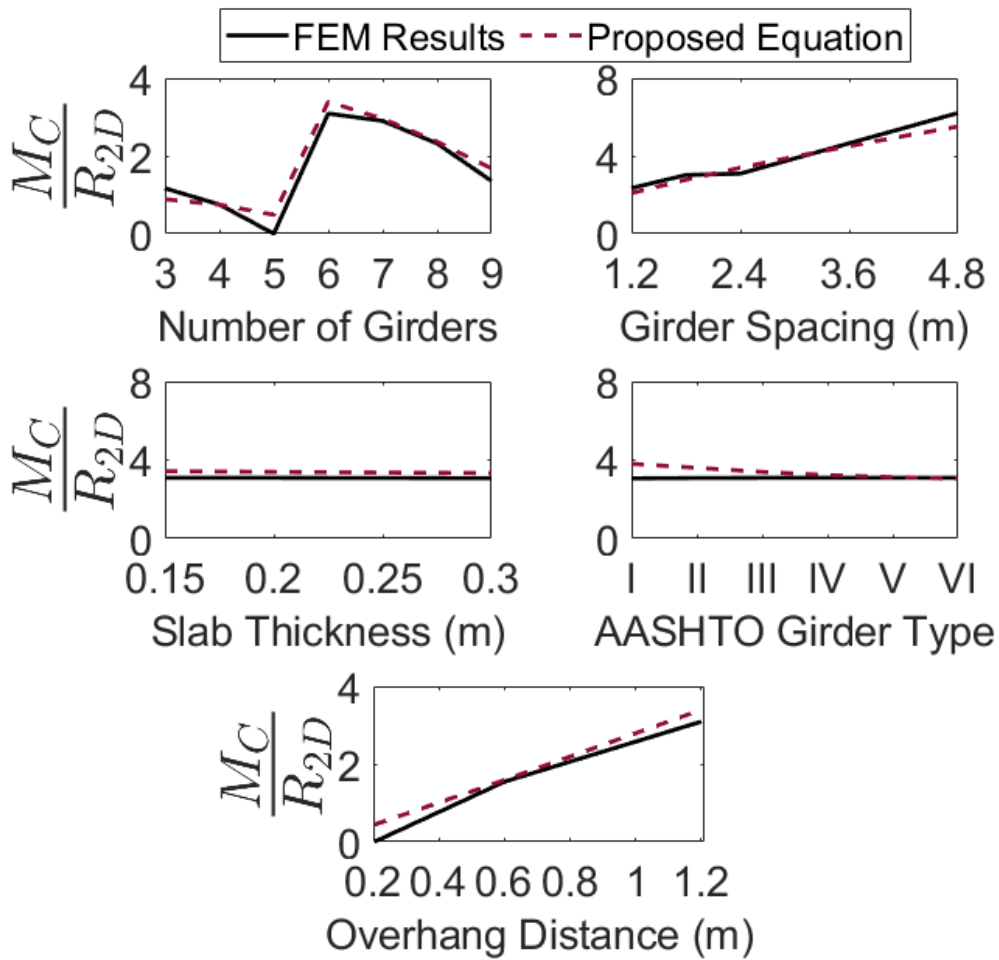 FEM Results Proposed Equation
M_C
R_2D
4
2
0
3 4 5 6 7 8 9
Number of Girders
8
4
0
1.2 2.4 3.6 4.8
Girder Spacing (m)
M_C
R_2D
8
4
0
0.15 0.2 0.25 0.3
Slab Thickness (m)
8
4
0
I II III IV V VI
AASHTO Girder Type
M_C
R_2D
4
2
0
0.2 0.4 0.6 0.8 1 1.2
Overhang Distance (m)